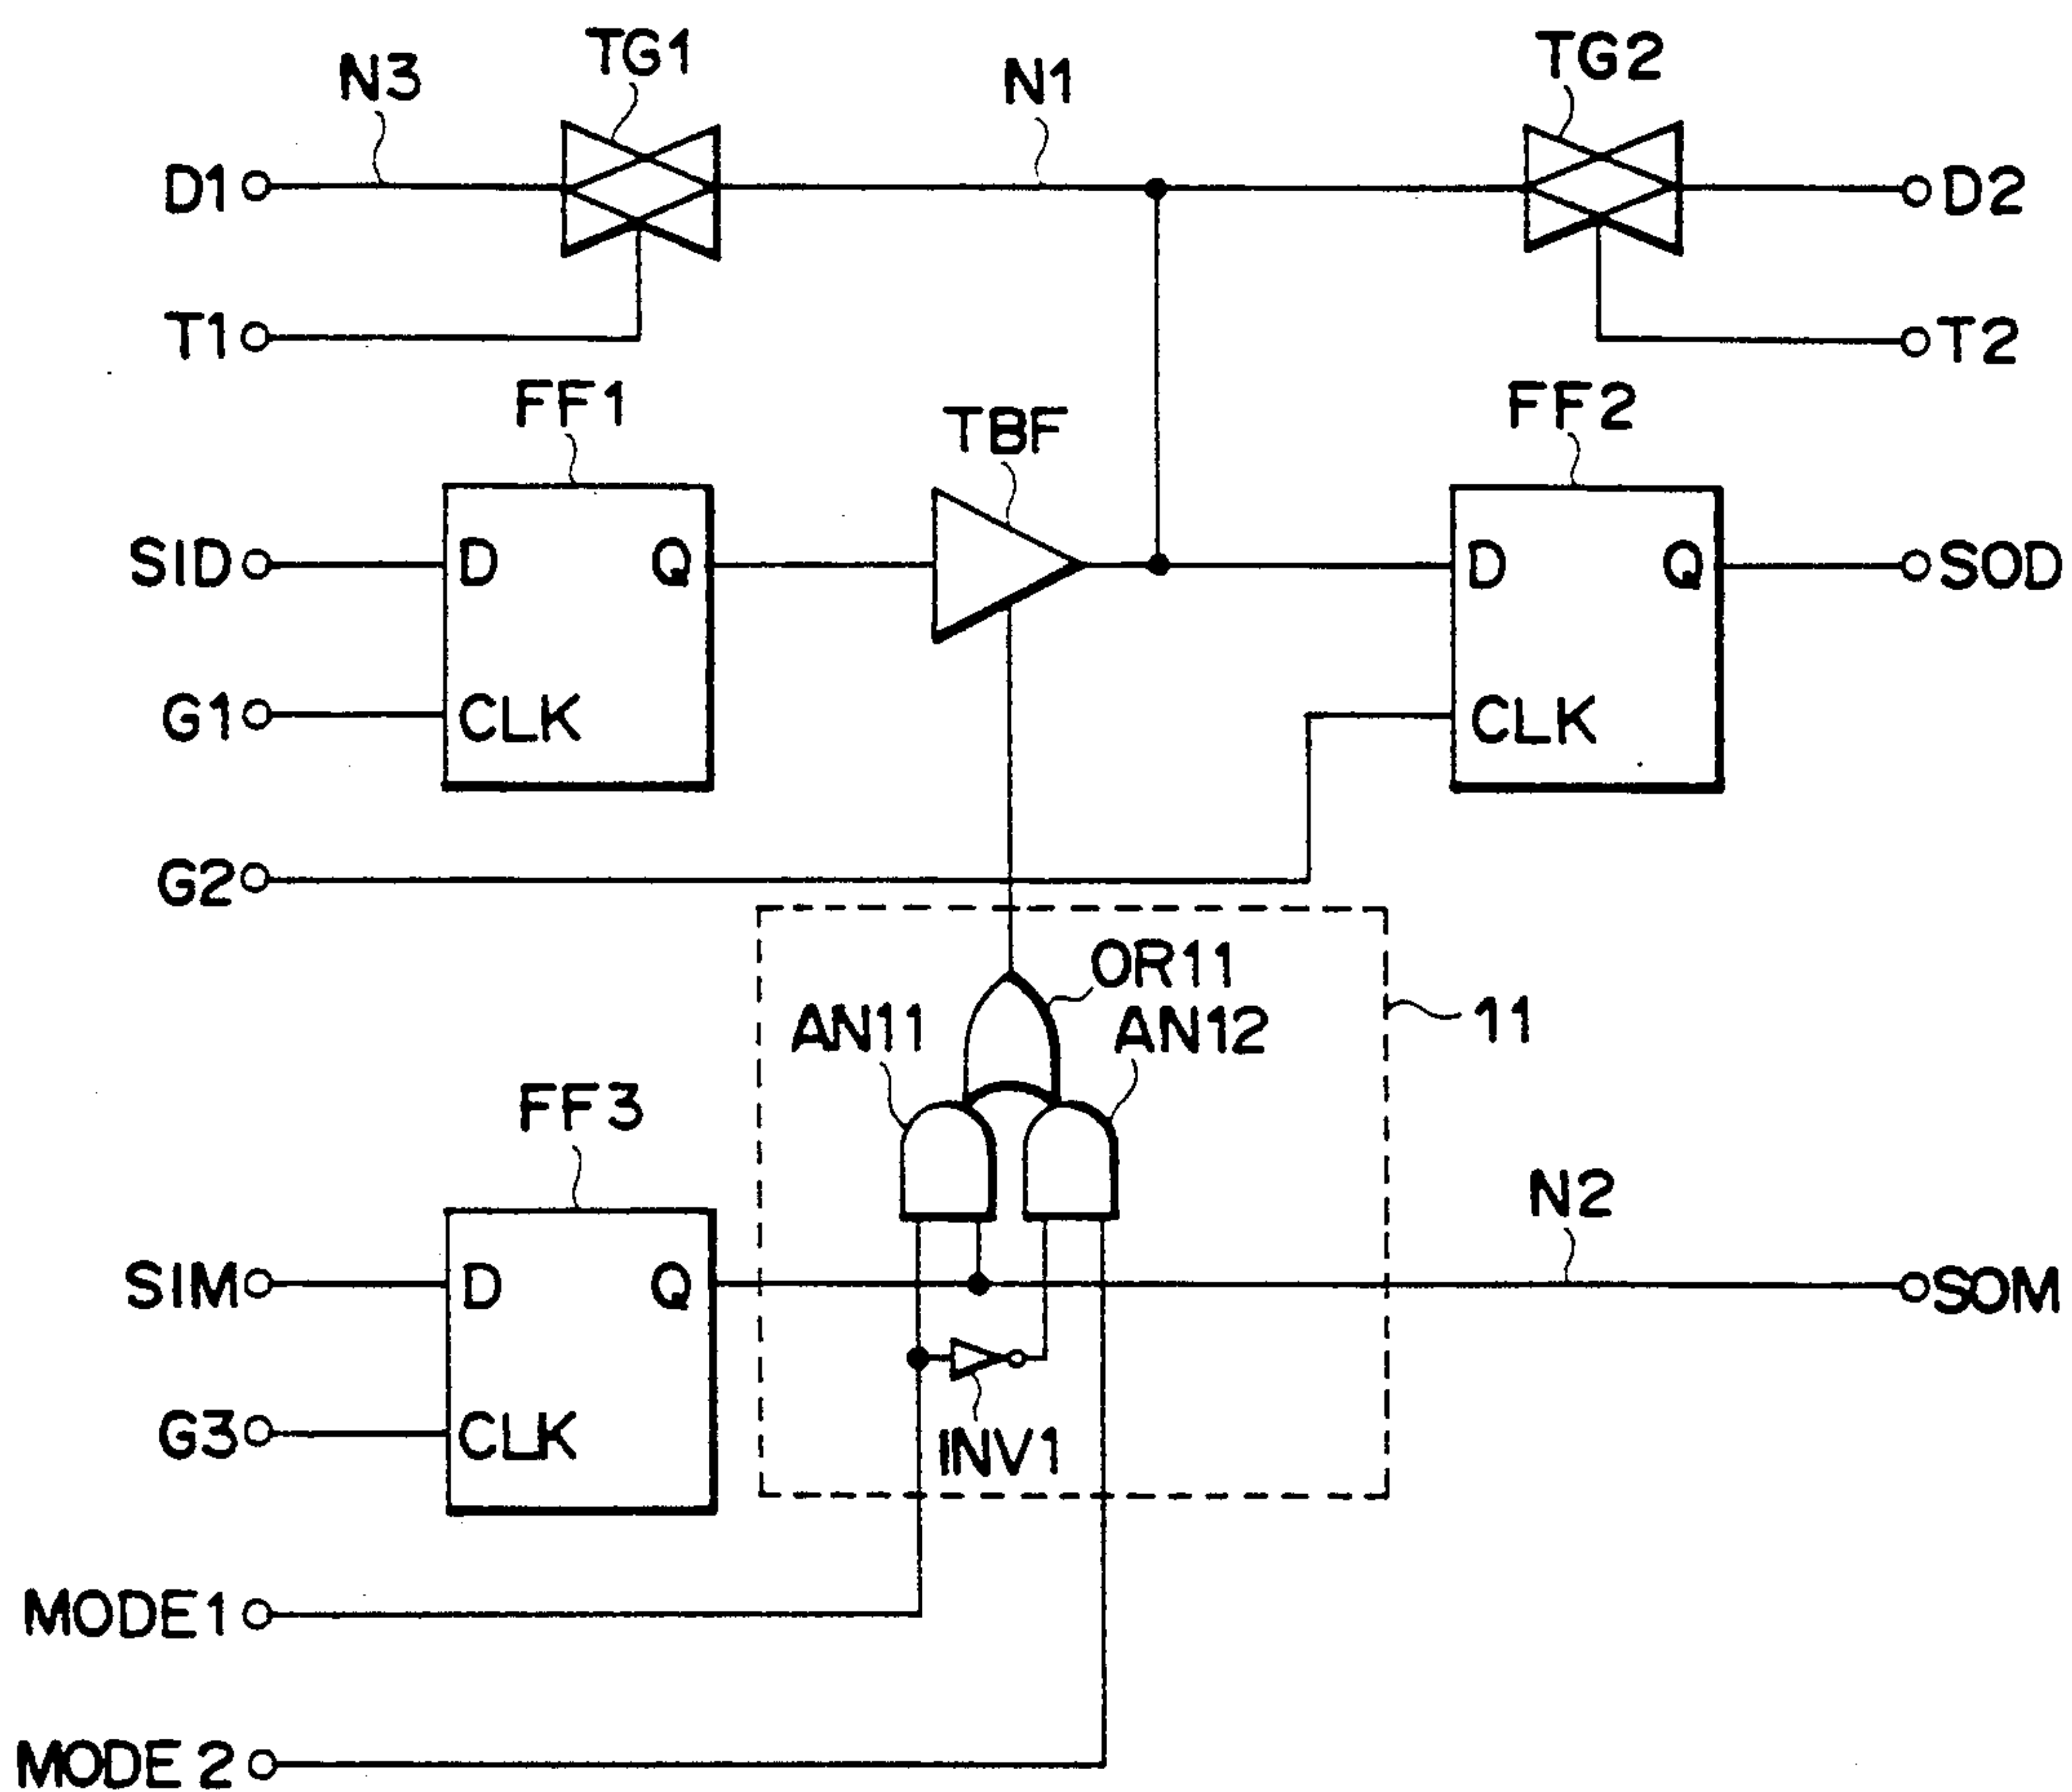 N3
TG1
N1
TG2
D1
D2
T1
T2
FF1
TBF
FF2
SID
D
Q
D
Q
SOD
G1
CLK
CLK
G2
OR11
AN11
AN12
11
FF3
N2
SIM
D
Q
SOM
G3
CLK
INV1
MODE1
MODE 2